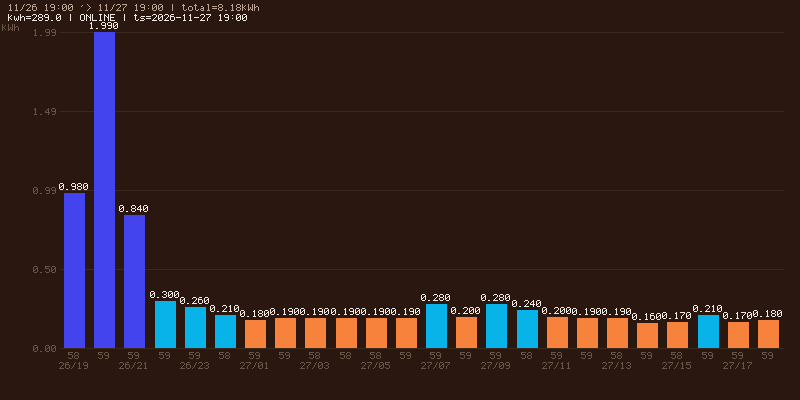 11/26 19:00 -> 11/27 19:00 | total=8.18kWh
Kwh=289.0 | ONLINE | ts=2026-11-27 19:00
kWh
1.99
1.49
0.99
0.50
0.00
0.980 1.990 0.840 0.300 0.260 0.210 0.180 0.190 0.190 0.190 0.190 0.190 0.280 0.200 0.280 0.240 0.200 0.190 0.190 0.160 0.170 0.210 0.170 0.180
58 59 59 59 59 58 59 59 59 58 59 59 59 59 59 58 59 59 59 59 58 59 59 59
26/19 26/21 26/23 27/01 27/03 27/05 27/07 27/09 27/11 27/13 27/15 27/17